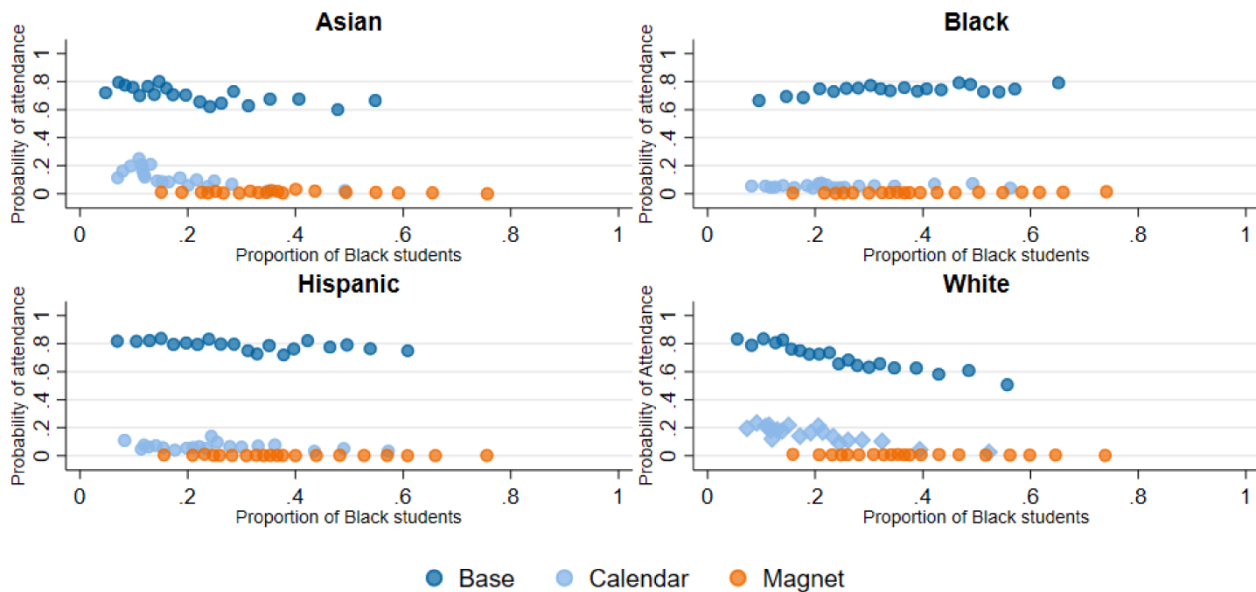 Asian
Probability of attendance
0 .2 .4 .6 .8 1
0 .2 .4 .6 .8 1
Proportion of Black students
Black
Probability of attendance
0 .2 .4 .6 .8 1
0 .2 .4 .6 .8 1
Proportion of Black students
Hispanic
Probability of attendance
0 .2 .4 .6 .8 1
0 .2 .4 .6 .8 1
Proportion of Black students
White
Probability of Attendance
0 .2 .4 .6 .8 1
0 .2 .4 .6 .8 1
Proportion of Black students
Base Calendar Magnet